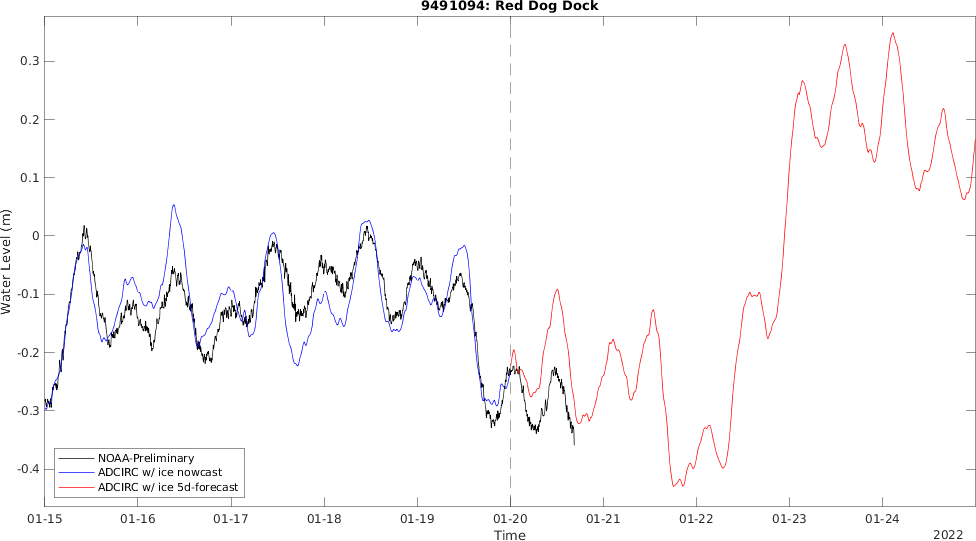 9491094: Red Dog Dock
Water Level (m)
0.3
0.2
0.1
0
-0.1
-0.2
-0.3
-0.4
NOAA-Preliminary
ADCIRC w/ ice nowcast
ADCIRC w/ ice 5d-forecast
01-15 01-16 01-17 01-18 01-19 01-20 01-21 01-22 01-23 01-24
Time
2022